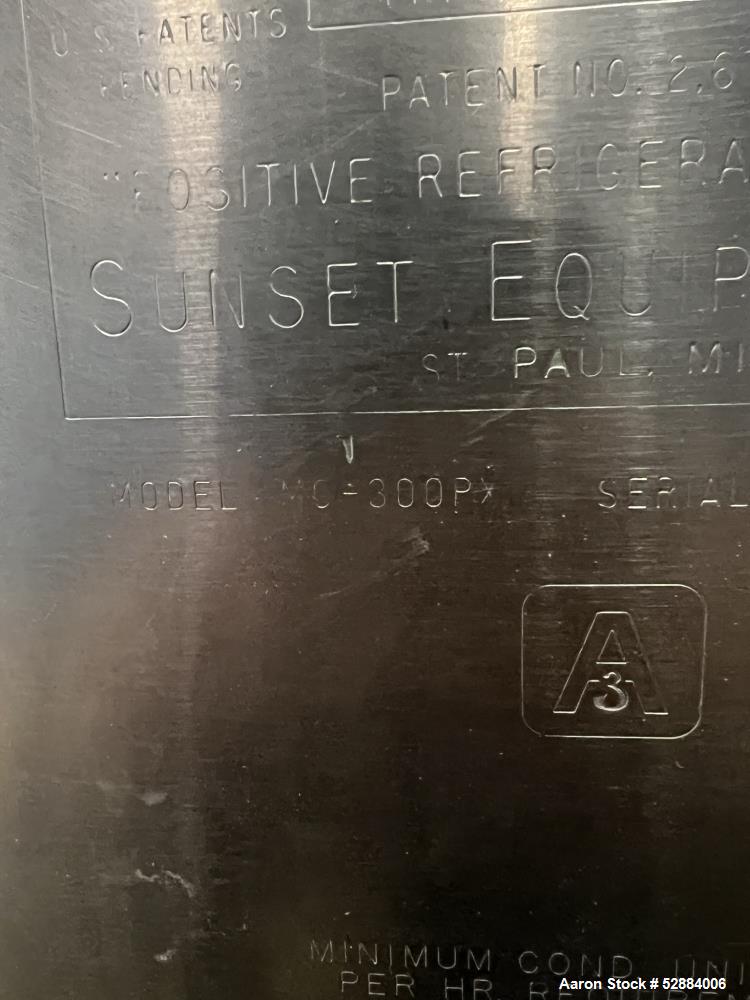 U.S. PATENTS
PENDING
PATENT NO. 2,6
"POSITIVE REFRIGERA
SUNSET EQUIP
ST. PAUL, MI
MODEL MC-300PX SERIAL
A
3
MINIMUM COND. UNI
PER HR.
Aaron Stock # 52884006